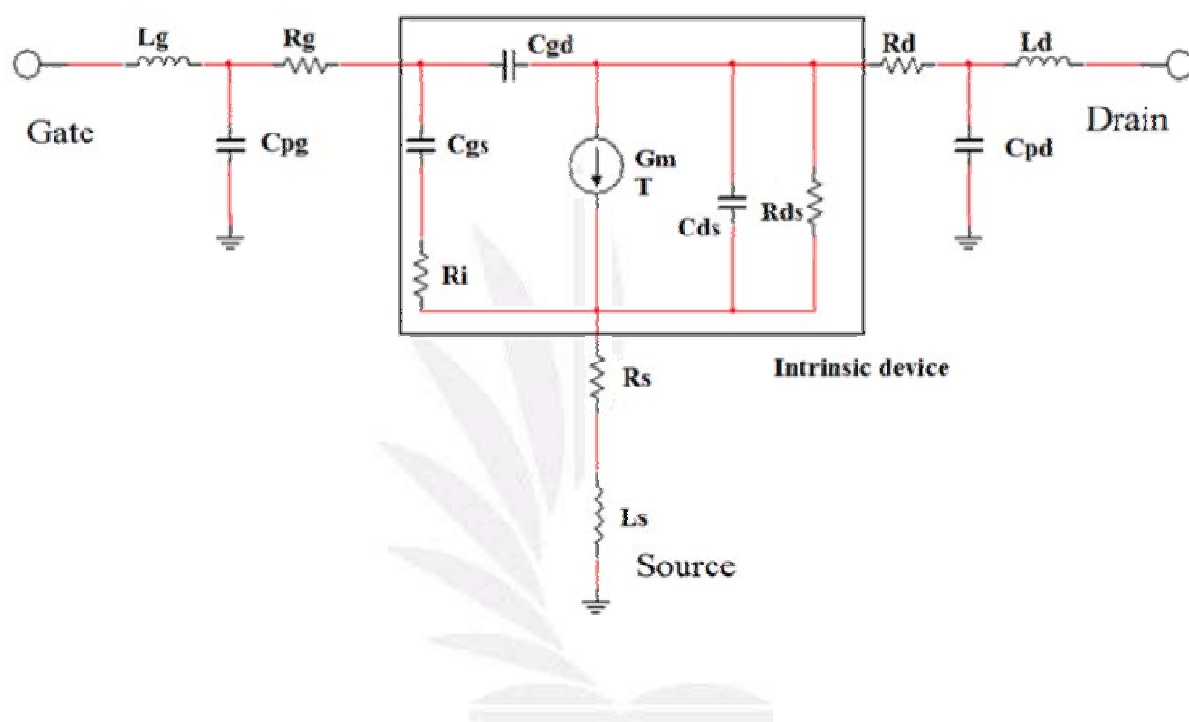 Lg
Rg
Cgd
Rd
Ld
Gate
Cpg
Cgs
Gm
T
Cds
Rds
Cpd
Drain
Ri
Rs
Intrinsic device
Ls
Source